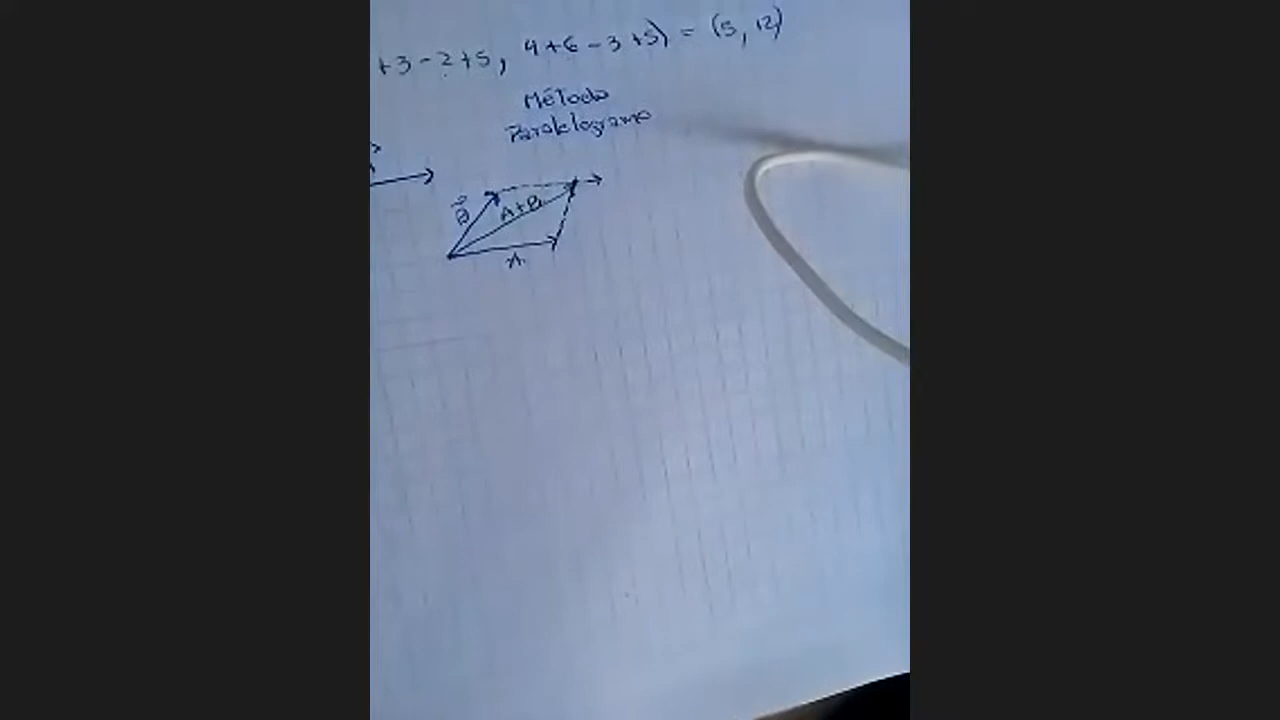 +3-2+5, 4+6-3+5) = (5, 12)
Método
Paralelogramo
B A+B
A